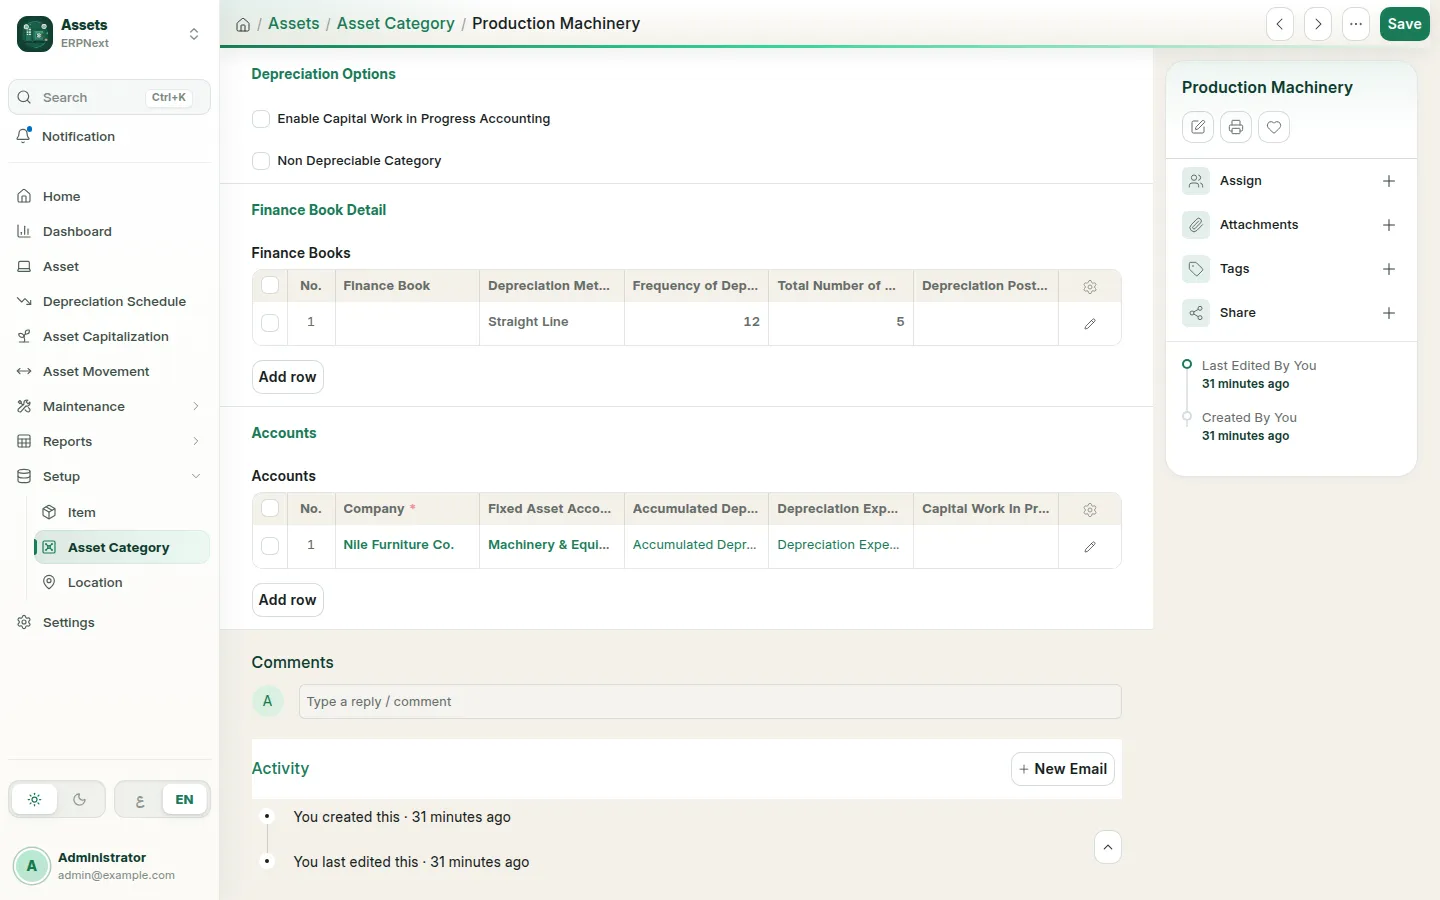 Assets
ERPNext
Search
Ctrl+K
Notification
Home
Dashboard
Asset
Depreciation Schedule
Asset Capitalization
Asset Movement
Maintenance
Reports
Setup
Item
Asset Category
Location
Settings
ع
EN
A
Administrator
admin@example.com
/ Assets / Asset Category / Production Machinery
Save
Depreciation Options
Enable Capital Work in Progress Accounting
Non Depreciable Category
Finance Book Detail
Finance Books
No. Finance Book Depreciation Met... Frequency of Dep... Total Number of ... Depreciation Post...
1 Straight Line 12 5
Add row
Accounts
Accounts
No. Company * Fixed Asset Acco... Accumulated Dep... Depreciation Exp... Capital Work In Pr...
1 Nile Furniture Co. Machinery & Equi... Accumulated Depr... Depreciation Expe...
Add row
Comments
A
Type a reply / comment
Activity
New Email
You created this · 31 minutes ago
You last edited this · 31 minutes ago
Production Machinery
Assign
Attachments
Tags
Share
Last Edited By You
31 minutes ago
Created By You
31 minutes ago